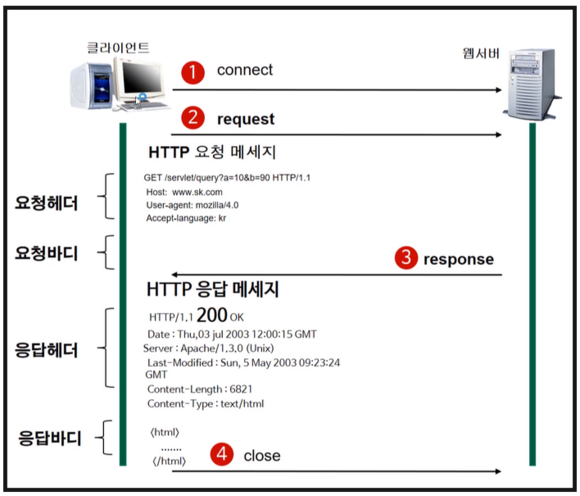 클라이언트
웹서버
1 connect
2 request
HTTP 요청 메세지
GET /servlet/query?a=10&b=90 HTTP/1.1
Host: www.sk.com
User-agent: mozilla/4.0
Accept-language: kr
요청헤더
요청바디
3 response
HTTP 응답 메세지
HTTP/1.1 200 OK
Date : Thu,03 jul 2003 12:00:15 GMT
Server : Apache/1.3.0 (Unix)
Last-Modified : Sun, 5 May 2003 09:23:24
GMT
Content-Length : 6821
Content-Type : text/html
응답헤더
응답바디
<html>
.......
</html>
4 close